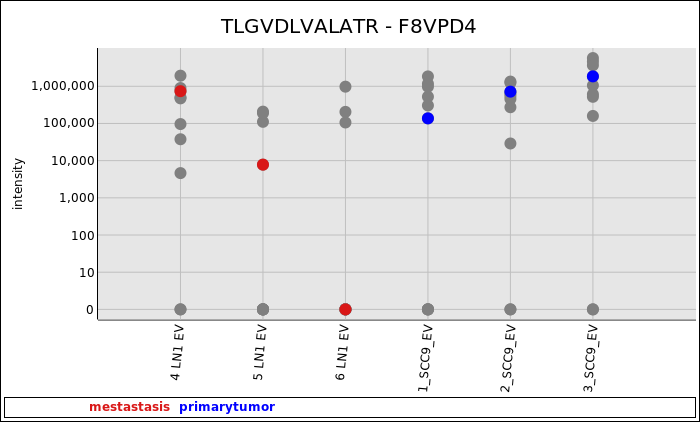 TLGVDLVALATR - F8VPD4
intensity
1,000,000
100,000
10,000
1,000
100
10
0
4 LN1 EV
5 LN1 EV
6 LN1 EV
1_SCC9_EV
2_SCC9_EV
3_SCC9_EV
mestastasis primarytumor